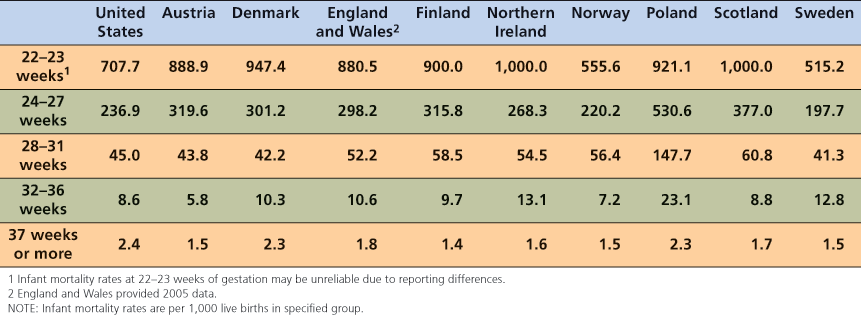 United States Austria Denmark England and Wales2 Finland Northern Ireland Norway Poland Scotland Sweden
22–23 weeks1 707.7 888.9 947.4 880.5 900.0 1,000.0 555.6 921.1 1,000.0 515.2
24–27 weeks 236.9 319.6 301.2 298.2 315.8 268.3 220.2 530.6 377.0 197.7
28–31 weeks 45.0 43.8 42.2 52.2 58.5 54.5 56.4 147.7 60.8 41.3
32–36 weeks 8.6 5.8 10.3 10.6 9.7 13.1 7.2 23.1 8.8 12.8
37 weeks or more 2.4 1.5 2.3 1.8 1.4 1.6 1.5 2.3 1.7 1.5
1 Infant mortality rates at 22–23 weeks of gestation may be unreliable due to reporting differences.
2 England and Wales provided 2005 data.
NOTE: Infant mortality rates are per 1,000 live births in specified group.